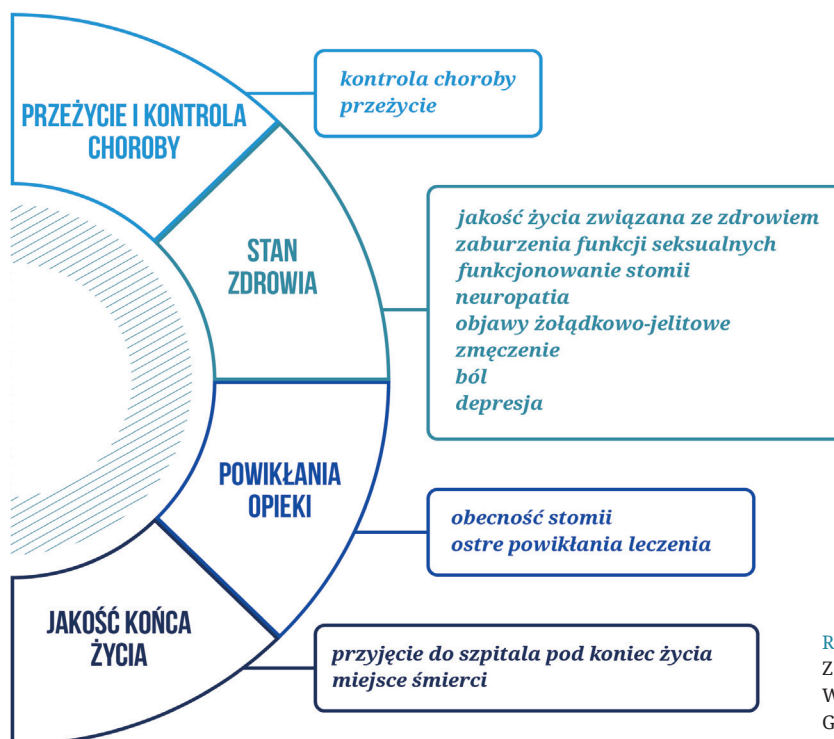 PRZEŻYCIE I KONTROLA
CHOROBY
kontrola choroby
przeżycie
STAN
ZDROWIA
jakość życia związana ze zdrowiem
zaburzenia funkcji seksualnych
funkcjonowanie stomii
neuropatia
objawy żołądkowo-jelitowe
zmęczenie
ból
depresja
POWIKŁANIA
OPIEKI
obecność stomii
ostre powikłania leczenia
JAKOŚĆ KOŃCA
ŻYCIA
przyjęcie do szpitala pod koniec życia
miejsce śmierci